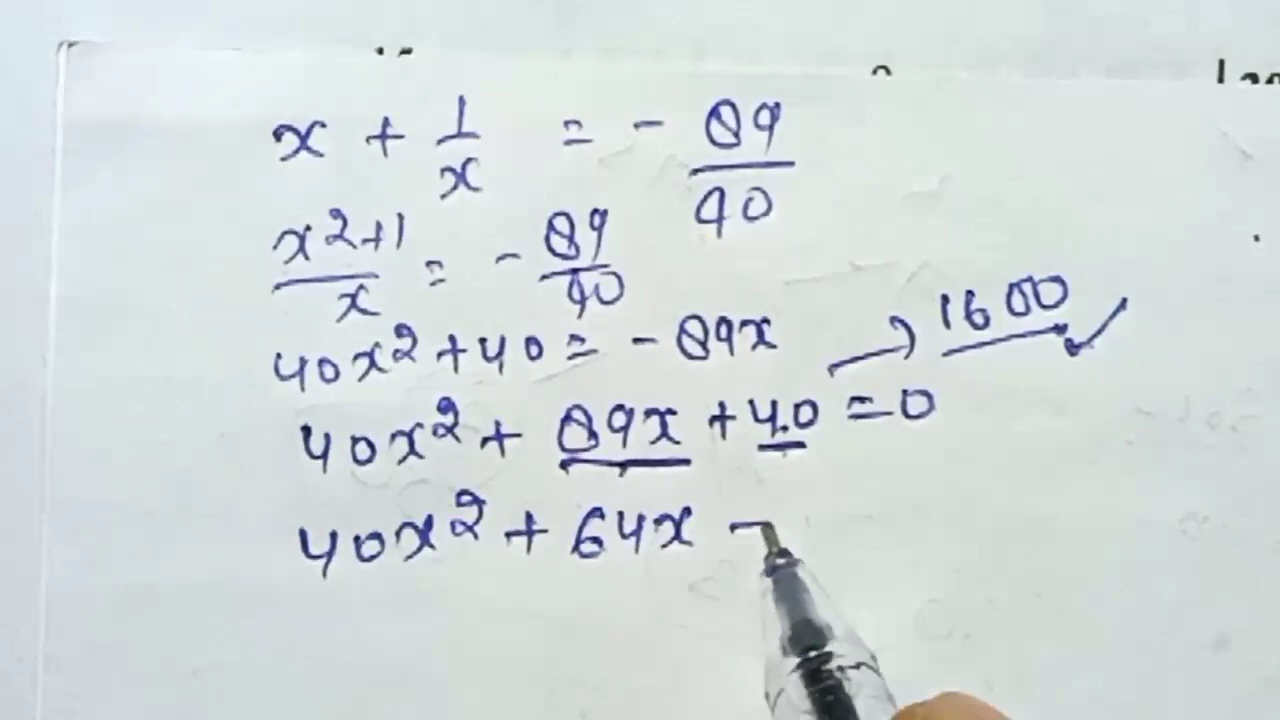 x + 1/x = - 89/40
x²+1/x = - 89/40
40x²+40 = - 89x
→ 1600 ✓
40x² + 89x + 40 = 0
40x² + 64x -